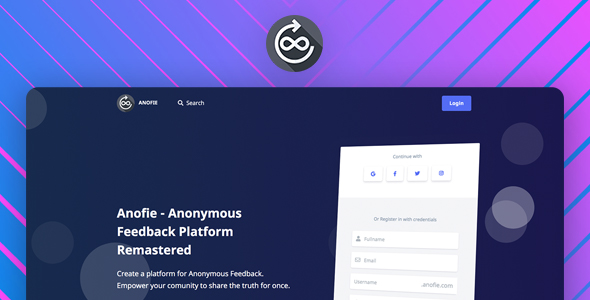 ANOFIE
Search
Login
Continue with
Anofie - Anonymous
Feedback Platform
Remastered
Create a platform for Anonymous Feedback.
Empower your comunity to share the truth for once.
Or Register in with credentials
Fullname
Email
Username
.anofie.com